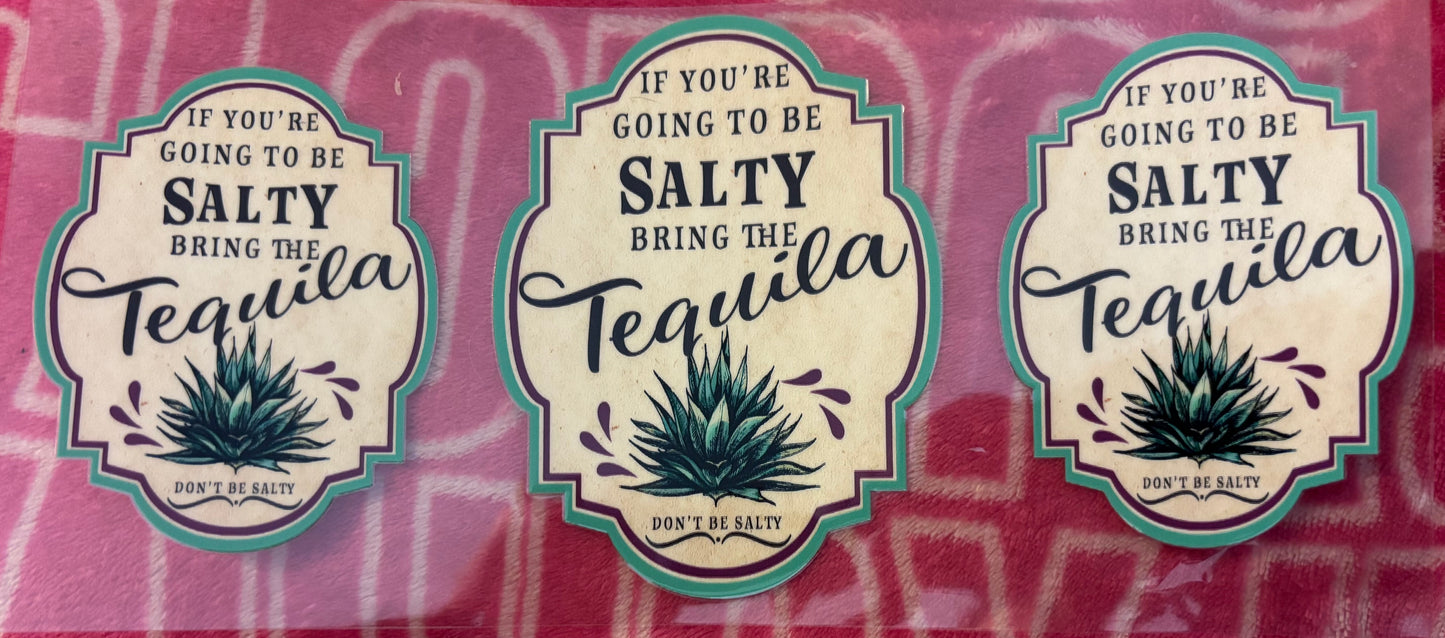 IF YOU'RE
GOING TO BE
SALTY
BRING THE
Tequila
DON'T BE SALTY
IF YOU'RE
GOING TO BE
SALTY
BRING THE
Tequila
DON'T BE SALTY
IF YOU'RE
GOING TO BE
SALTY
BRING THE
Tequila
DON'T BE SALTY